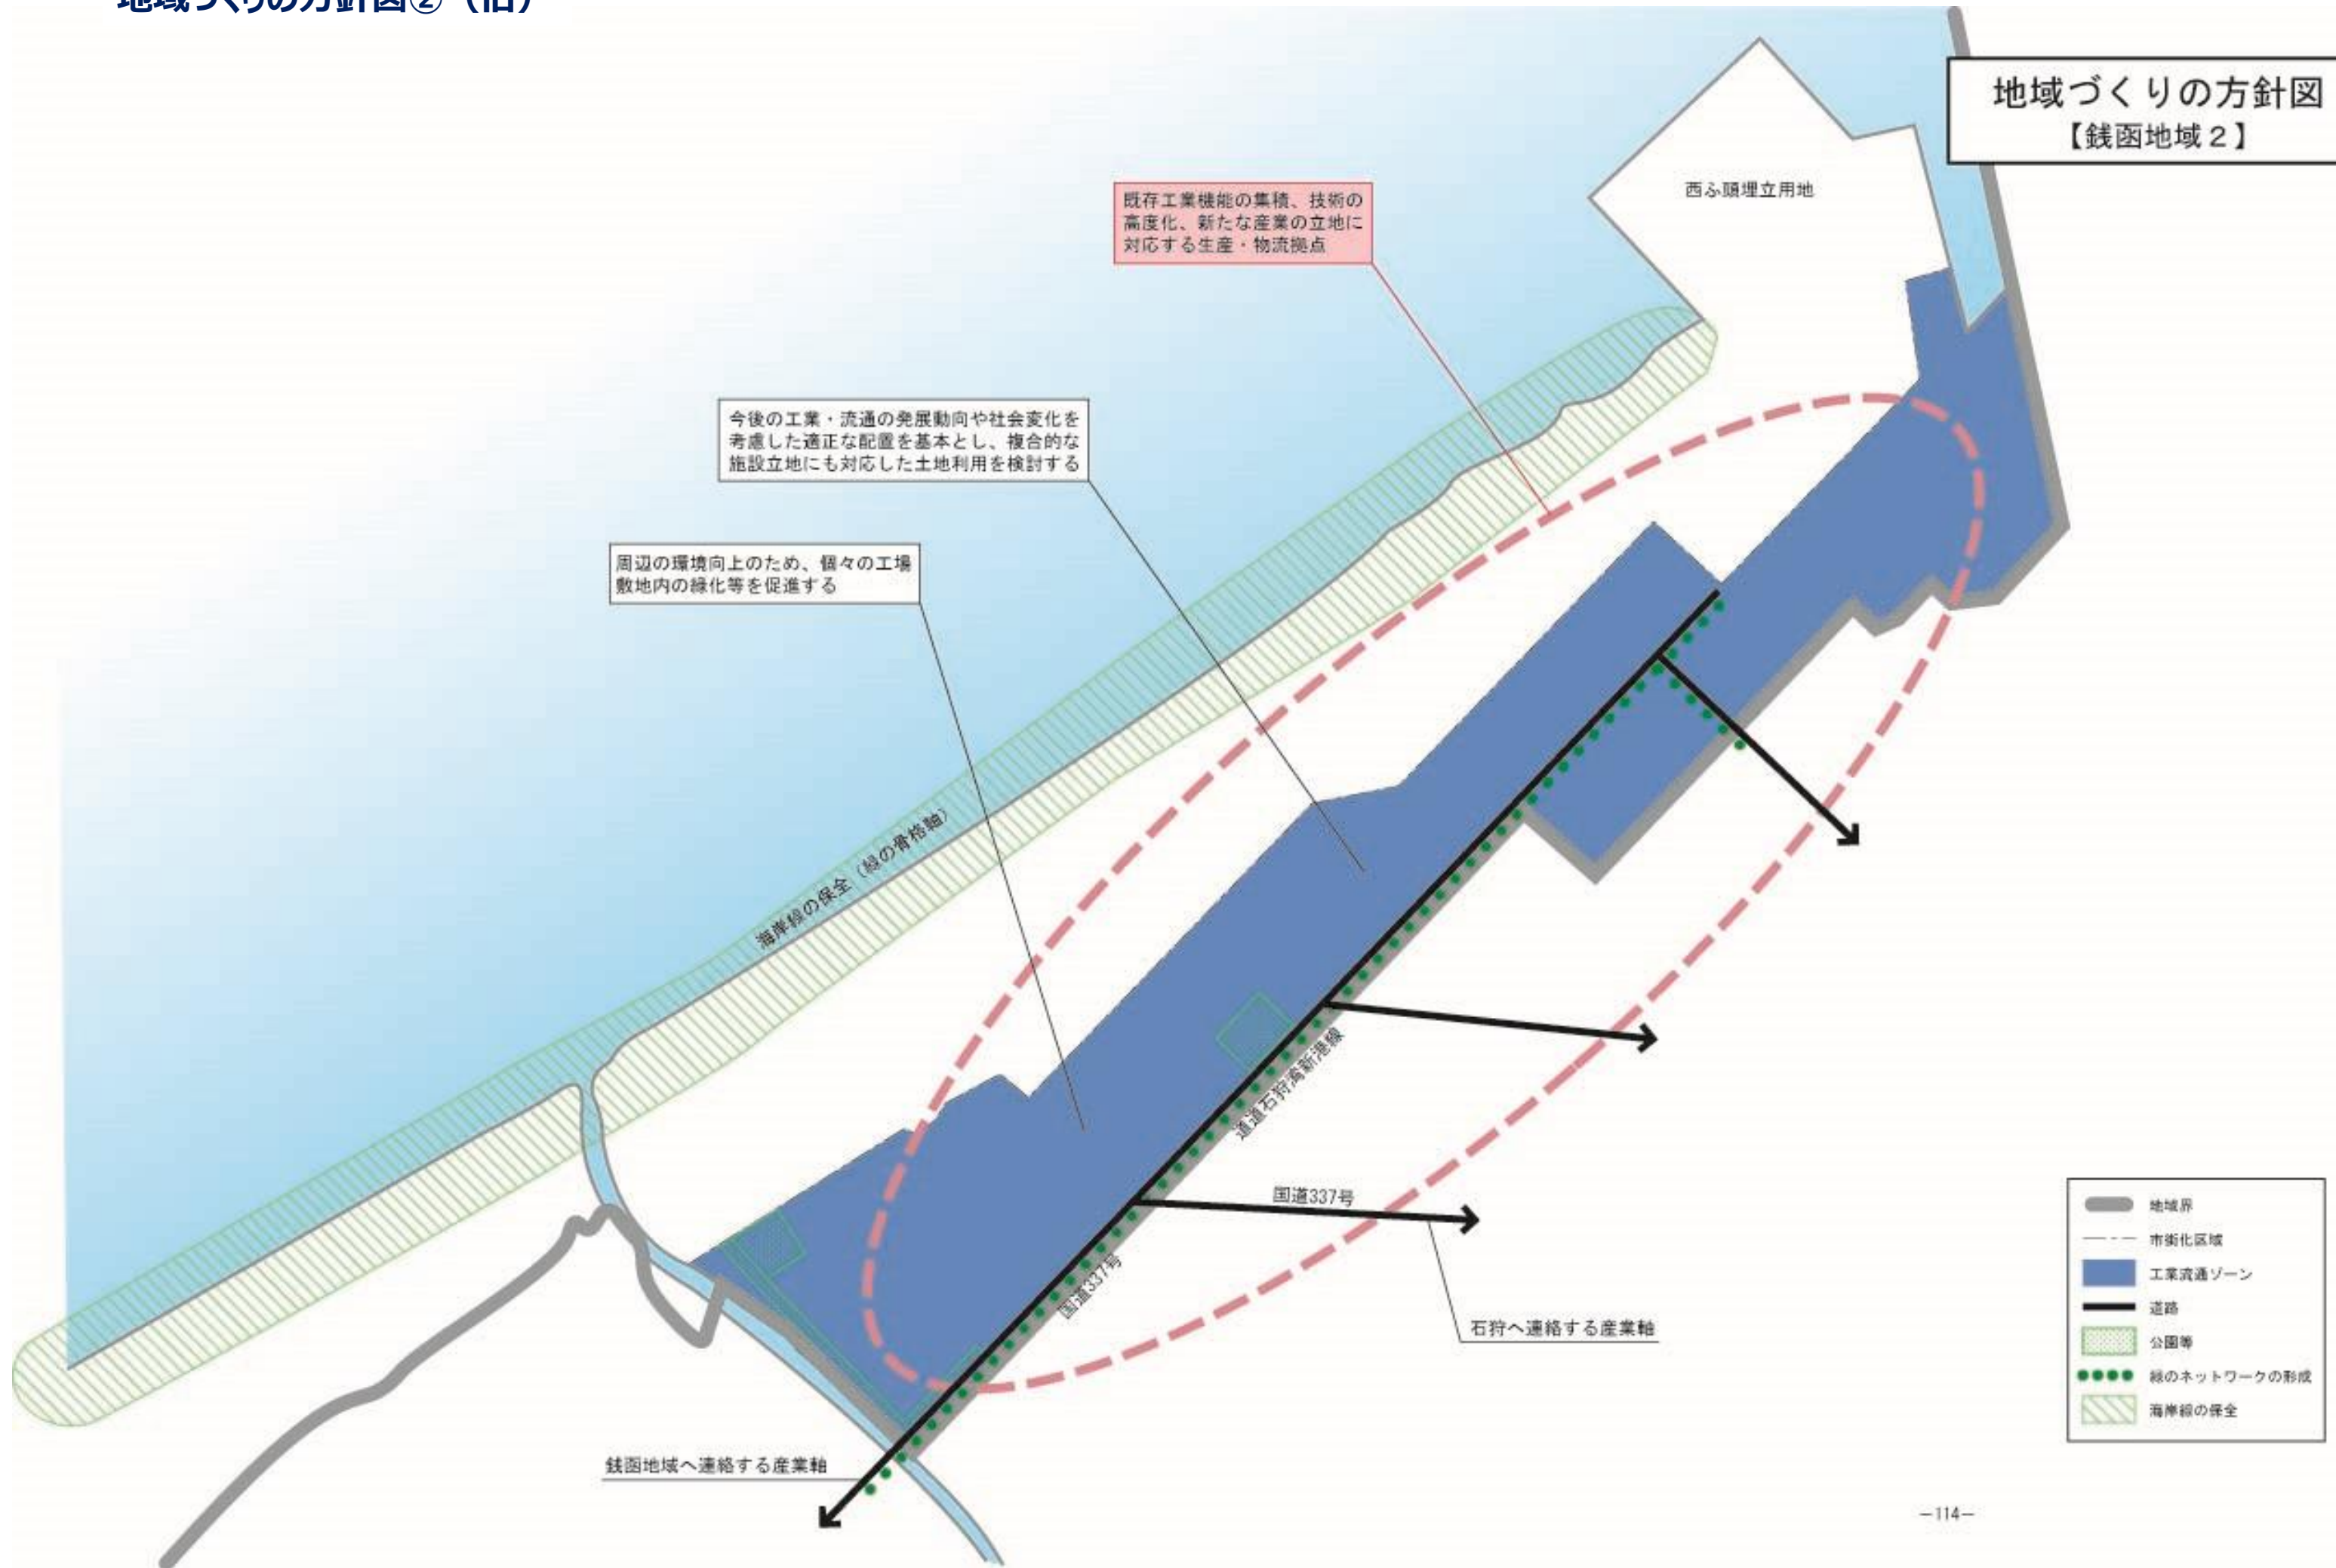 地域づくりの方針図②（旧）
地域づくりの方針図
【銭函地域２】
西ふ頭埋立用地
既存工業機能の集積、技術の
高度化、新たな産業の立地に
対応する生産・物流拠点
今後の工業・流通の発展動向や社会変化を
考慮した適正な配置を基本とし、複合的な
施設立地にも対応した土地利用を検討する
周辺の環境向上のため、個々の工場
敷地内の緑化等を促進する
海岸線の保全（緑の骨格軸）
道道石狩湾新港線
国道337号
国道337号
石狩へ連絡する産業軸
銭函地域へ連絡する産業軸
地域界
市街化区域
工業流通ゾーン
道路
公園等
緑のネットワークの形成
海岸線の保全
－114－